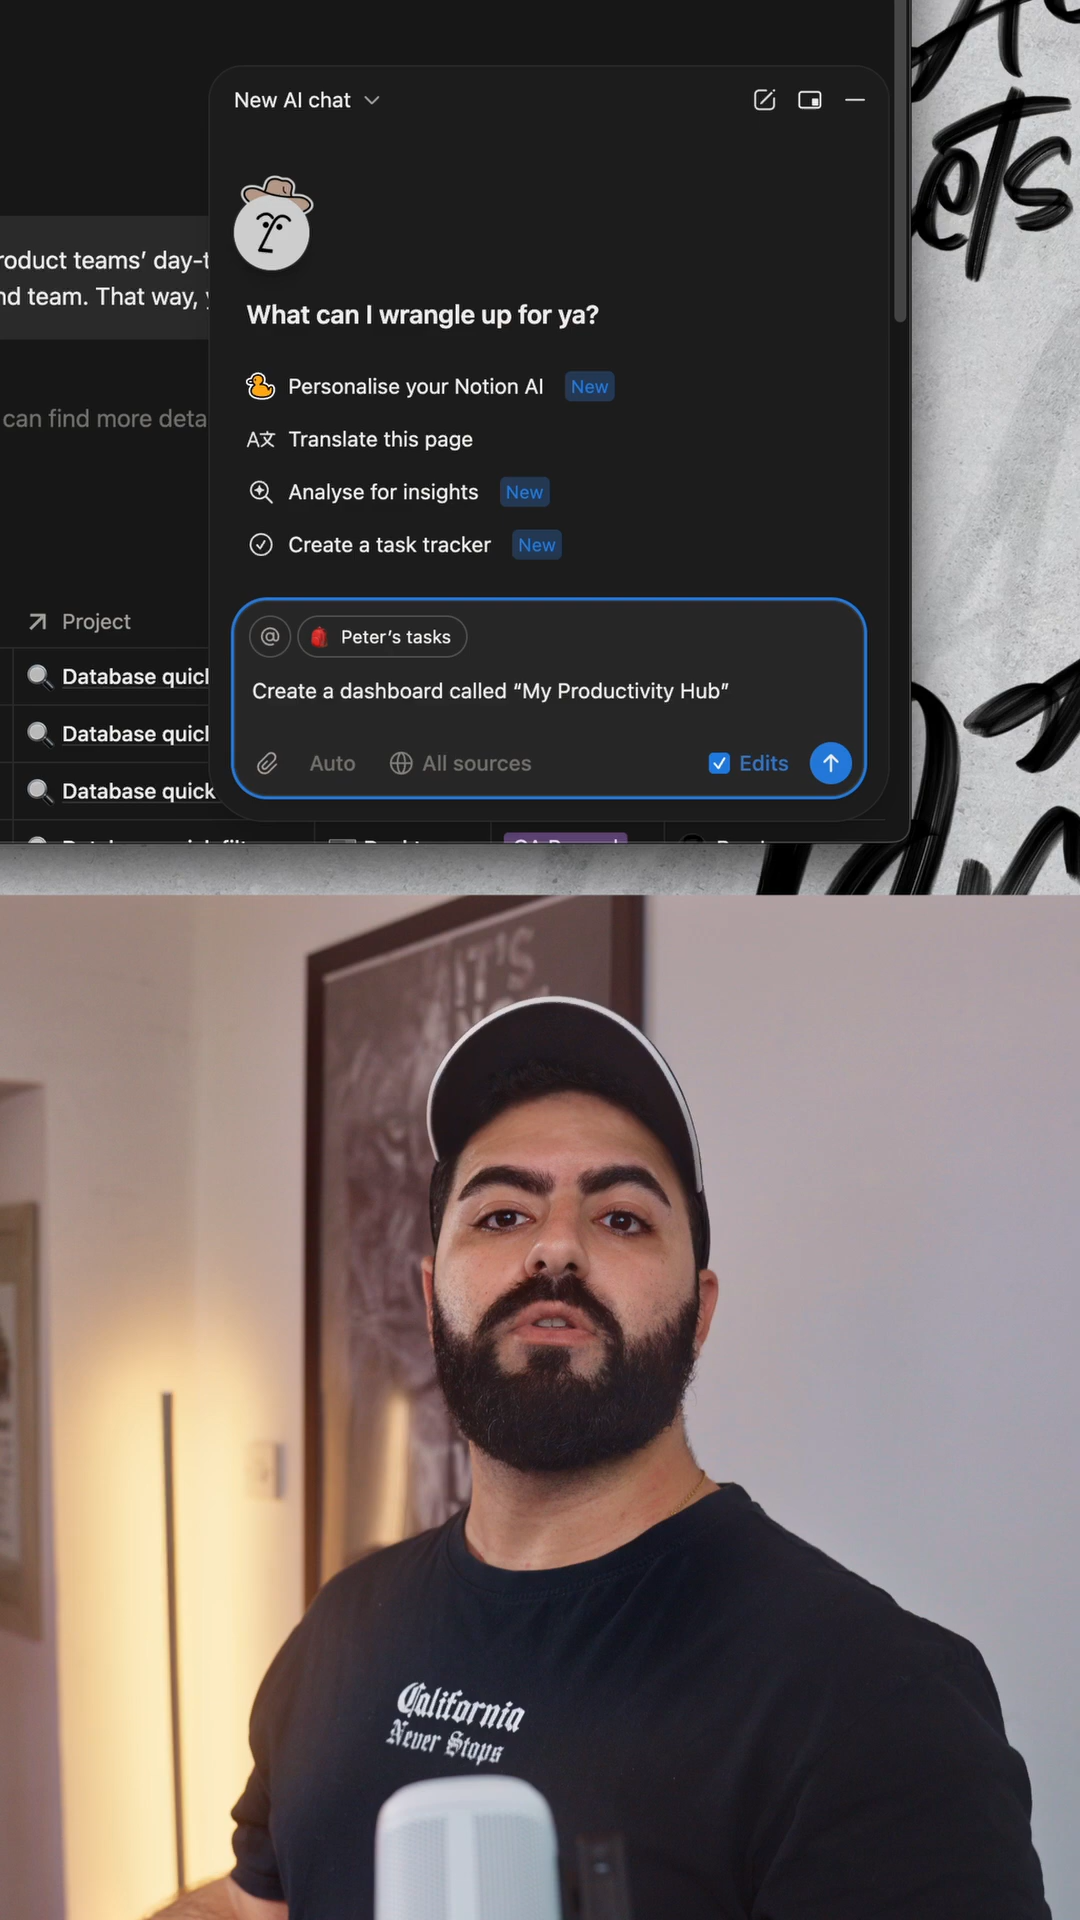 New AI chat
ets
roduct teams’ day-t
nd team. That way,
What can I wrangle up for ya?
Personalise your Notion AI New
can find more deta
Translate this page
Analyse for insights New
Create a task tracker New
Project
@ Peter’s tasks
Database quicl
Create a dashboard called “My Productivity Hub”
Database quicl
Auto All sources Edits
Database quick
IT'S
California
Never Stops